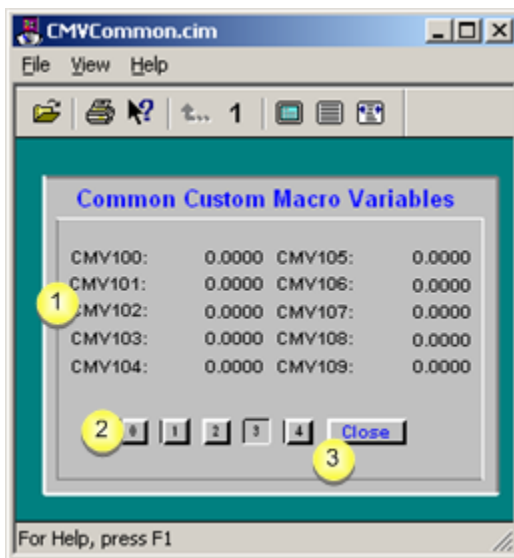 CMVCommon.cim
File View Help
1
Common Custom Macro Variables
CMV100: 0.0000 CMV105: 0.0000
CMV101: 0.0000 CMV106: 0.0000
1
CMV102: 0.0000 CMV107: 0.0000
CMV103: 0.0000 CMV108: 0.0000
CMV104: 0.0000 CMV109: 0.0000
2 0 1 2 3 4 Close
3
For Help, press F1